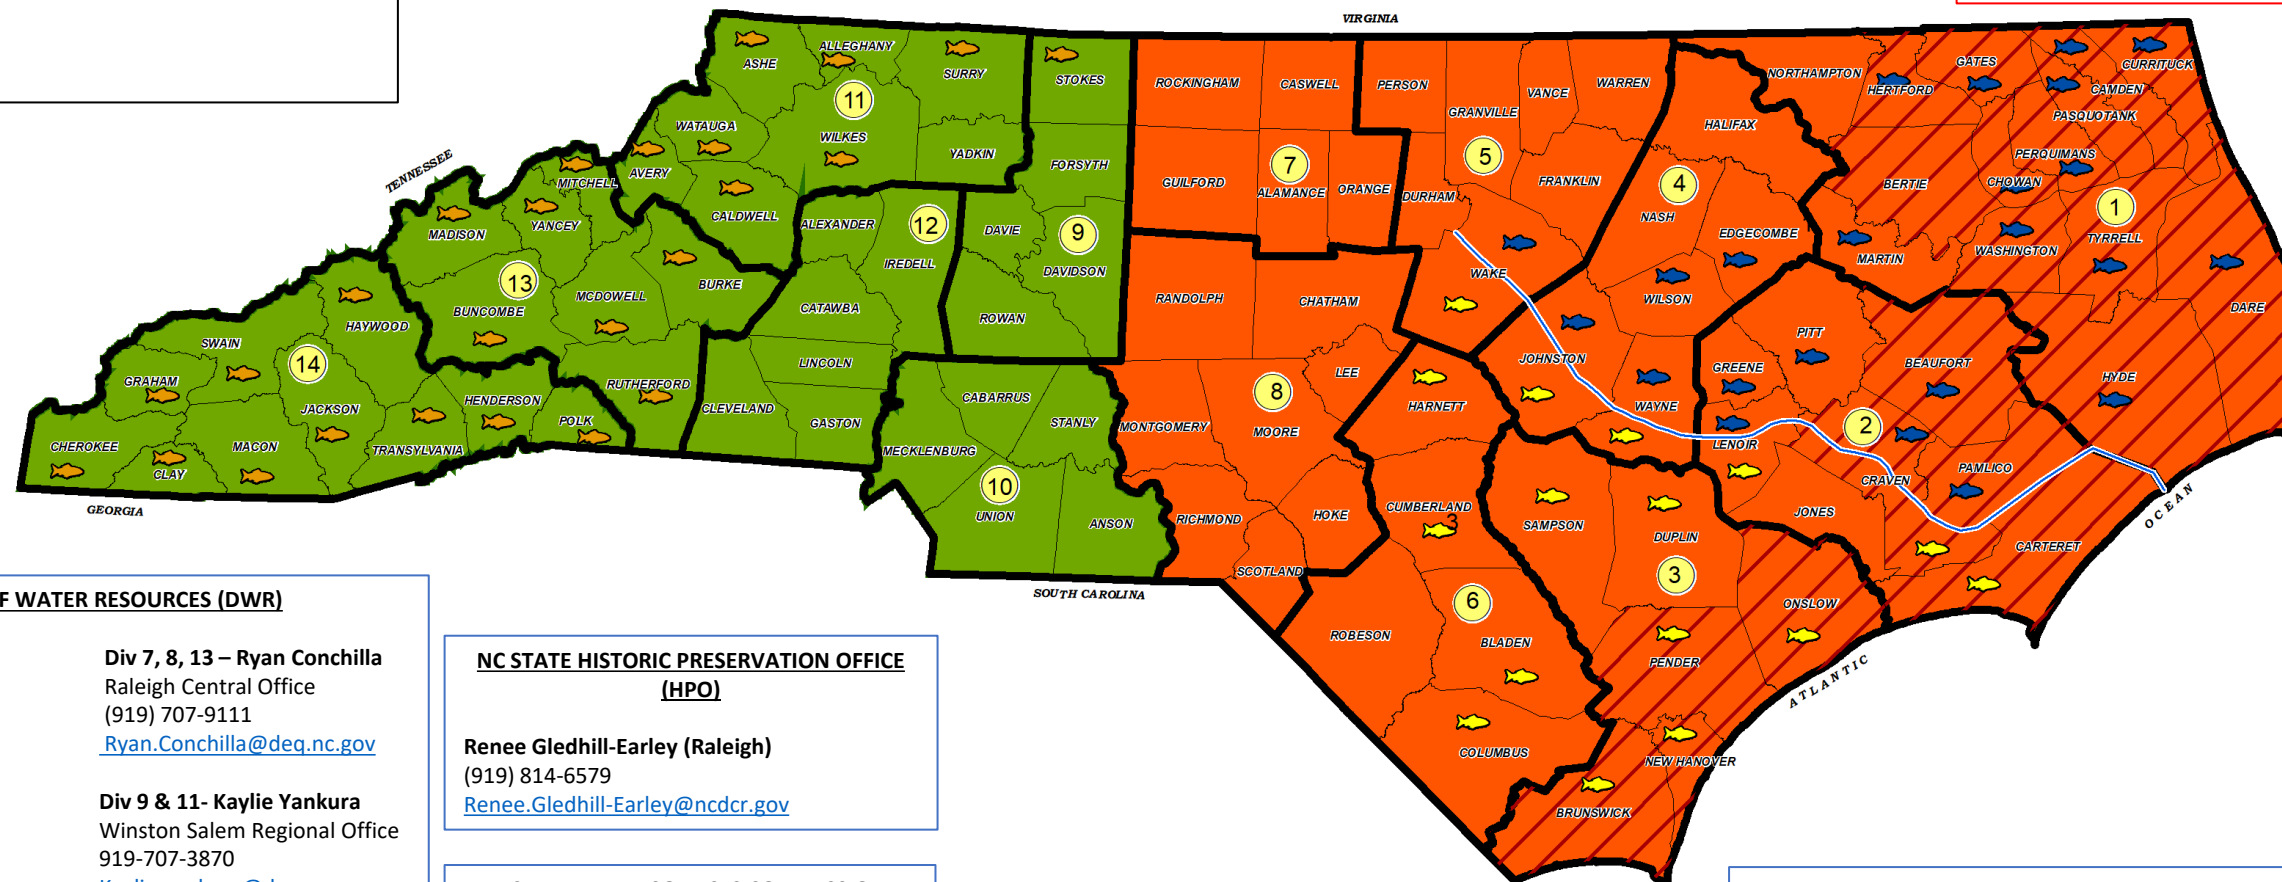 VIRGINIA
ASHE
ALLEGHANY
SURRY
STOKES
ROCKINGHAM
CASWELL
PERSON
GRANVILLE
VANCE
WARREN
NORTHAMPTON
HERTFORD
GATES
CURRITUCK
CAMDEN
PASQUOTANK
PERQUIMANS
CHOWAN
HALIFAX
BERTIE
TENNESSEE
WATAUGA
11
WILKES
YADKIN
FORSYTH
GUILFORD
7
ALAMANCE
ORANGE
DURHAM
5
FRANKLIN
4
NASH
EDGECOMBE
MARTIN
WASHINGTON
1
TYRRELL
DARE
MITCHELL
AVERY
CALDWELL
ALEXANDER
12
IREDELL
DAVIE
9
DAVIDSON
MADISON
YANCEY
13
BUNCOMBE
MCDOWELL
BURKE
CATAWBA
ROWAN
RANDOLPH
CHATHAM
WAKE
WILSON
PITT
BEAUFORT
HYDE
HAYWOOD
SWAIN
14
GRAHAM
JACKSON
HENDERSON
RUTHERFORD
POLK
CLEVELAND
LINCOLN
GASTON
CABARRUS
STANLY
MECKLENBURG
MONTGOMERY
8
MOORE
LEE
HARNETT
JOHNSTON
WAYNE
GREENE
LENOIR
2
CRAVEN
PAMLICO
CHEROKEE
CLAY
MACON
TRANSYLVANIA
GEORGIA
10
UNION
ANSON
RICHMOND
HOKE
SCOTLAND
CUMBERLAND
3
SAMPSON
DUPLIN
3
JONES
CARTERET
ONSLOW
OCEAN
ATLANTIC
SOUTH CAROLINA
ROBESON
6
BLADEN
PENDER
COLUMBUS
NEW HANOVER
BRUNSWICK
F WATER RESOURCES (DWR)
Div 7, 8, 13 – Ryan Conchilla
Raleigh Central Office
(919) 707-9111
Ryan.Conchilla@deq.nc.gov
Div 9 & 11- Kaylie Yankura
Winston Salem Regional Office
919-707-3870
NC STATE HISTORIC PRESERVATION OFFICE
(HPO)
Renee Gledhill-Earley (Raleigh)
(919) 814-6579
Renee.Gledhill-Earley@ncdcr.gov